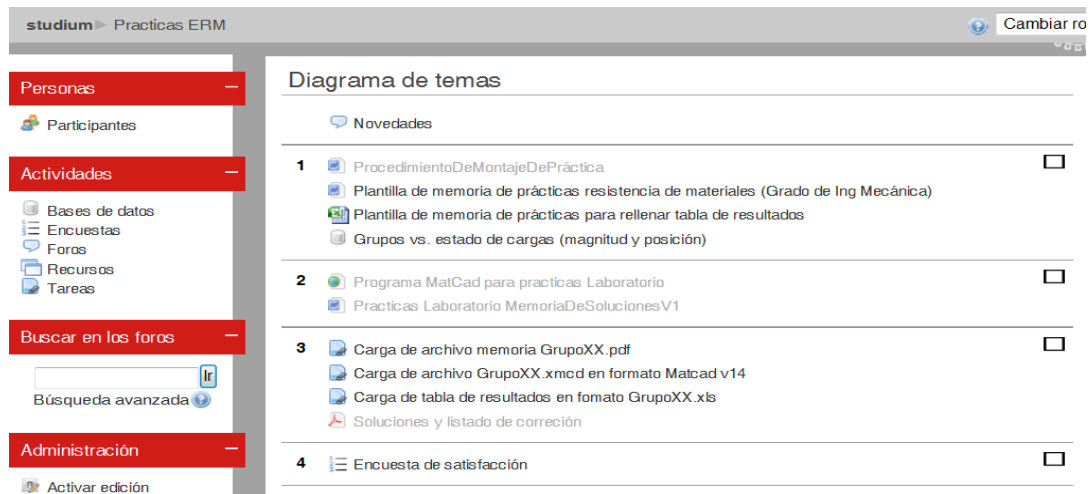 studium Practicas ERM
Cambiar ro
Personas
Participantes
Actividades
Bases de datos
Encuestas
Foros
Recursos
Tareas
Buscar en los foros
Ir
Búsqueda avanzada
Administración
Activar edición
Diagrama de temas
Novedades
1 ProcedimientoDeMontajeDePráctica
Plantilla de memoria de prácticas resistencia de materiales (Grado de Ing Mecánica)
Plantilla de memoria de prácticas para rellenar tabla de resultados
Grupos vs. estado de cargas (magnitud y posición)
2 Programa MatCad para practicas Laboratorio
Practicas Laboratorio MemoriaDeSolucionesV1
3 Carga de archivo memoria GrupoXX.pdf
Carga de archivo GrupoXX.xmcd en formato Matcad v14
Carga de tabla de resultados en fomato GrupoXX.xls
Soluciones y listado de correción
4 Encuesta de satisfacción